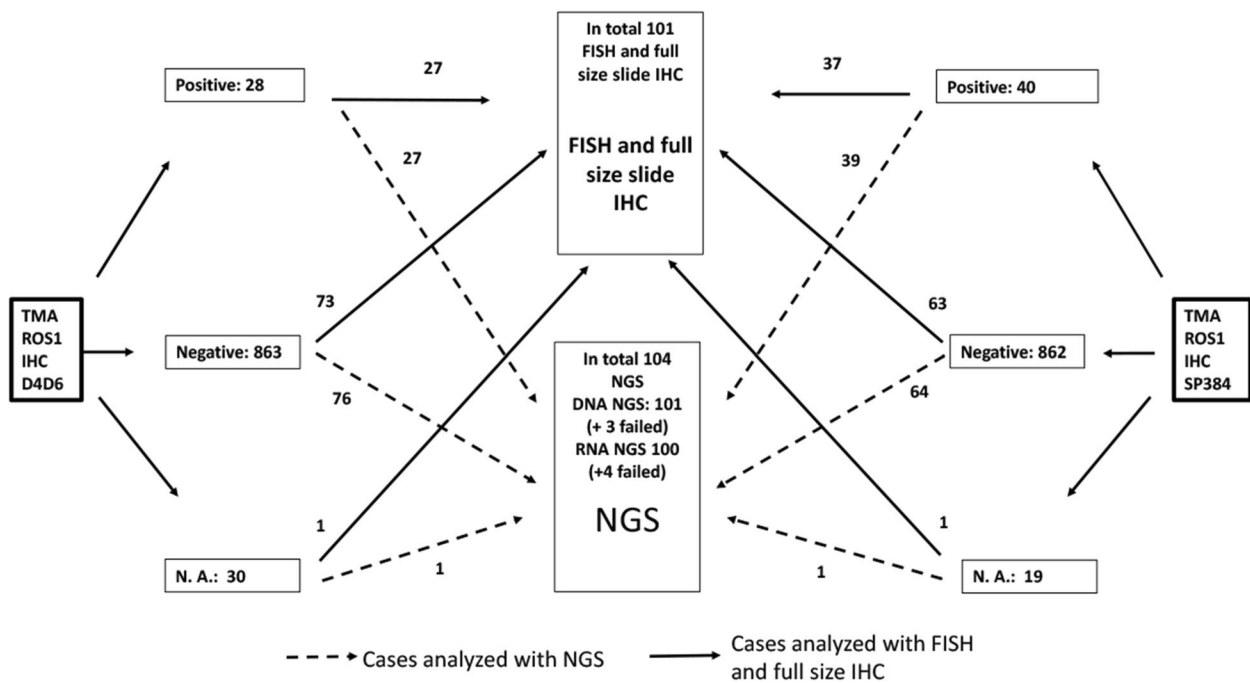 In total 101
FISH and full
size slide IHC
FISH and full
size slide
IHC
27
37
Positive: 28
Positive: 40
27
39
73
63
TMA
ROS1
IHC
D4D6
Negative: 863
Negative: 862
TMA
ROS1
IHC
SP384
76
64
In total 104
NGS
DNA NGS: 101
(+ 3 failed)
RNA NGS 100
(+4 failed)
NGS
1
1
N. A.: 30
N. A.: 19
1
1
Cases analyzed with NGS
Cases analyzed with FISH
and full size IHC